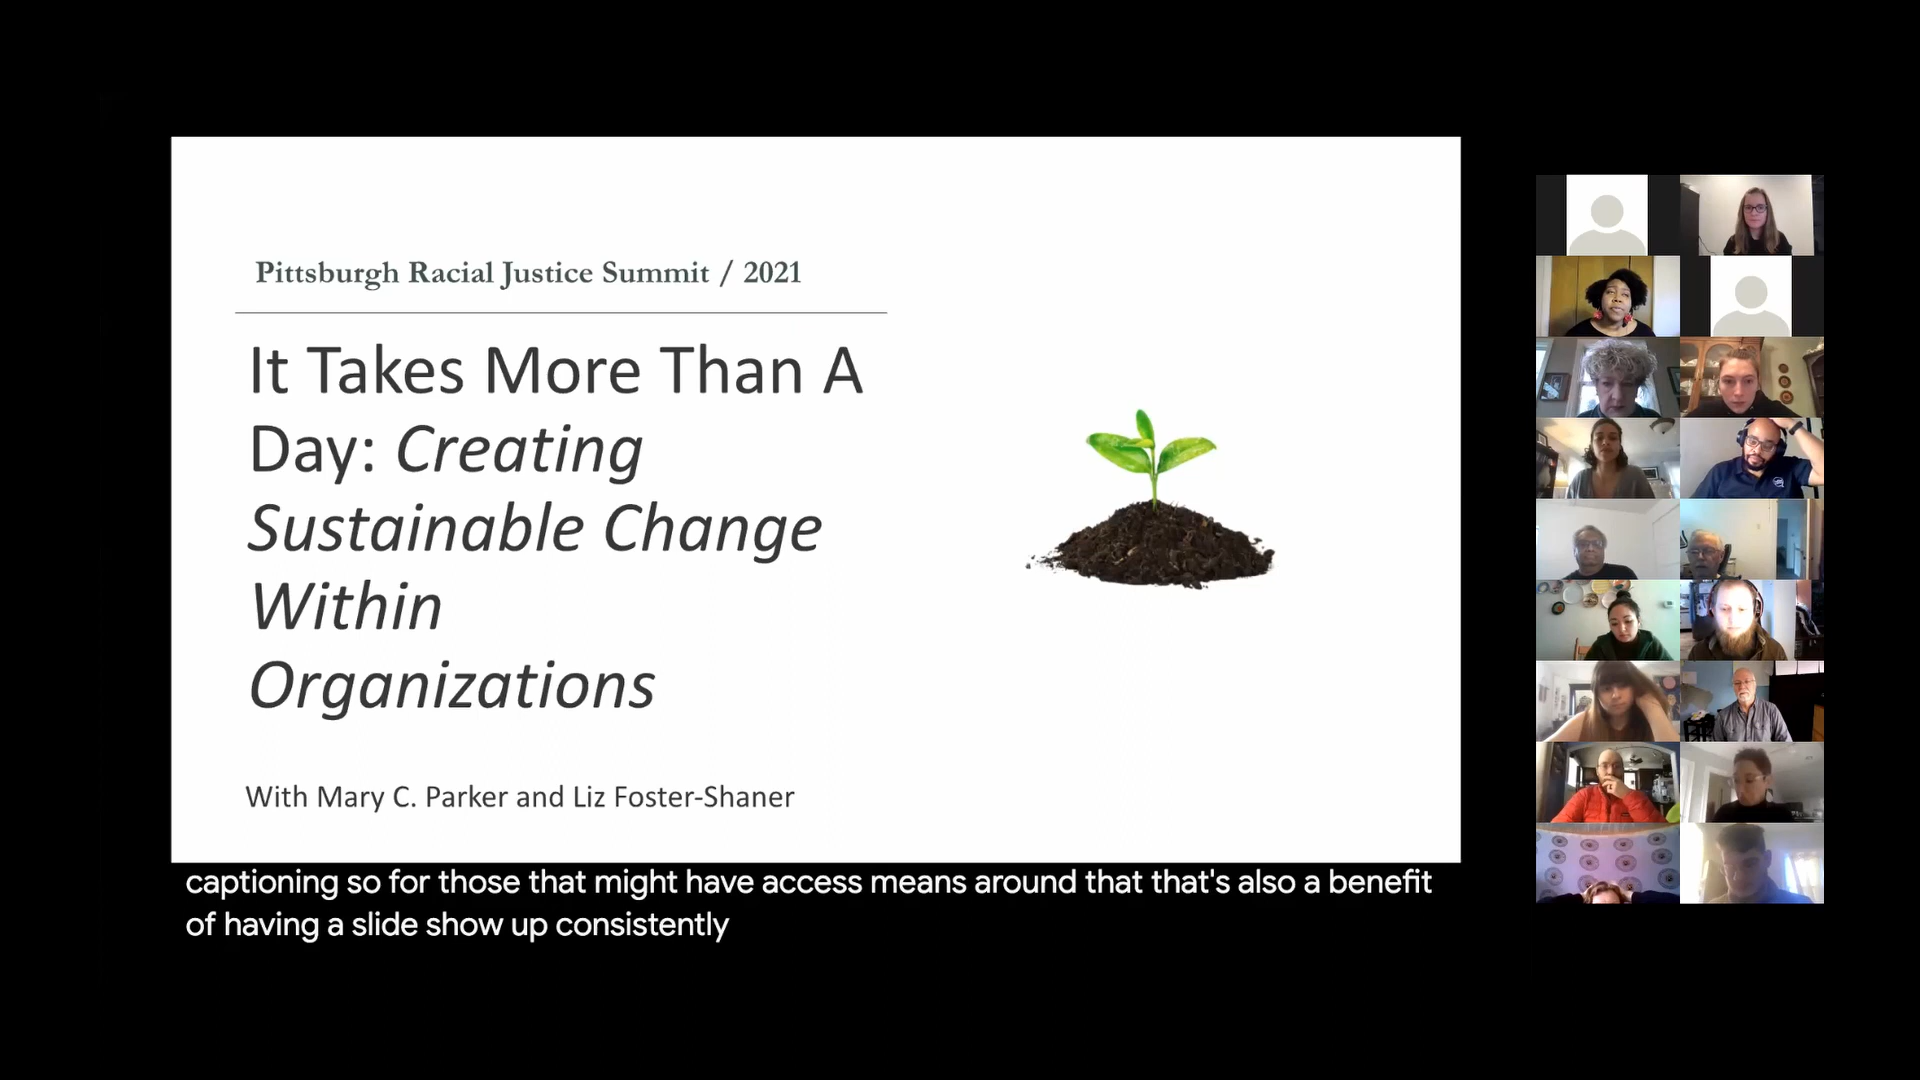 Pittsburgh Racial Justice Summit / 2021
It Takes More Than A
Day: Creating
Sustainable Change
Within
Organizations
With Mary C. Parker and Liz Foster-Shaner
captioning so for those that might have access means around that that's also a benefit
of having a slide show up consistently